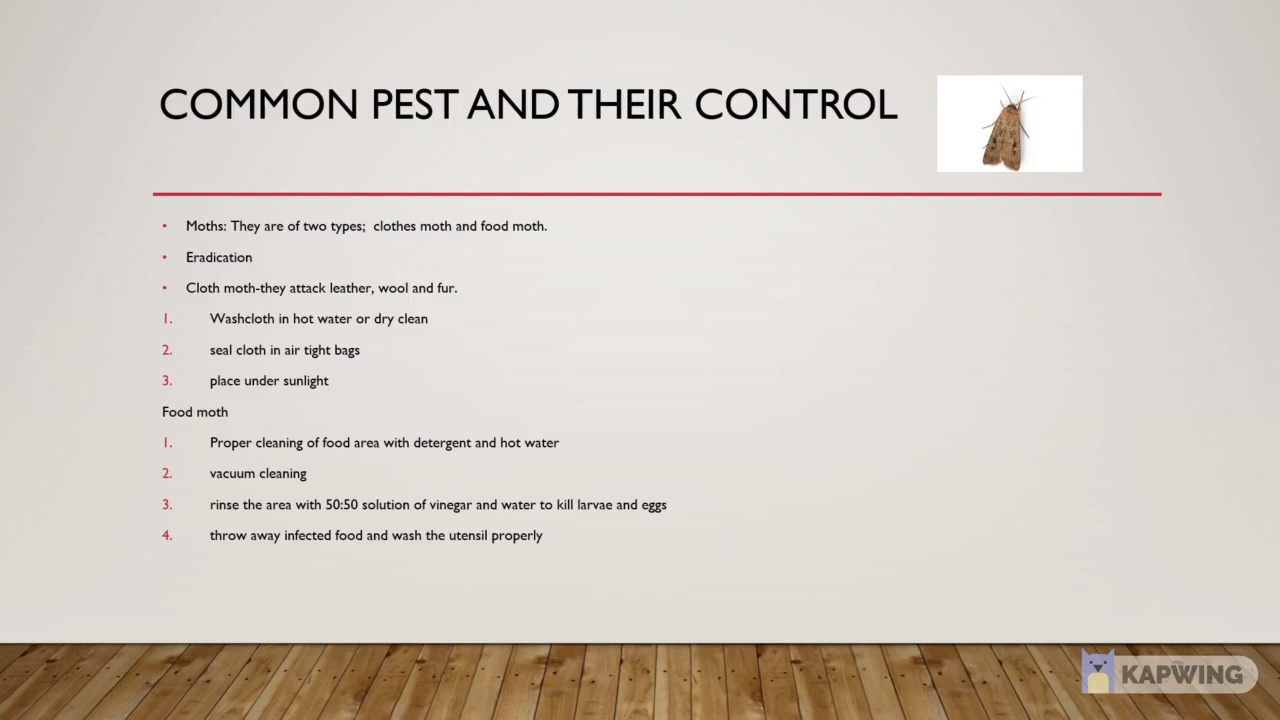 COMMON PEST AND THEIR CONTROL
• Moths: They are of two types;  clothes moth and food moth.
• Eradication
• Cloth moth-they attack leather, wool and fur.
1. Washcloth in hot water or dry clean
2. seal cloth in air tight bags
3. place under sunlight
Food moth
1. Proper cleaning of food area with detergent and hot water
2. vacuum cleaning
3. rinse the area with 50:50 solution of vinegar and water to kill larvae and eggs
4. throw away infected food and wash the utensil properly
KAPWING